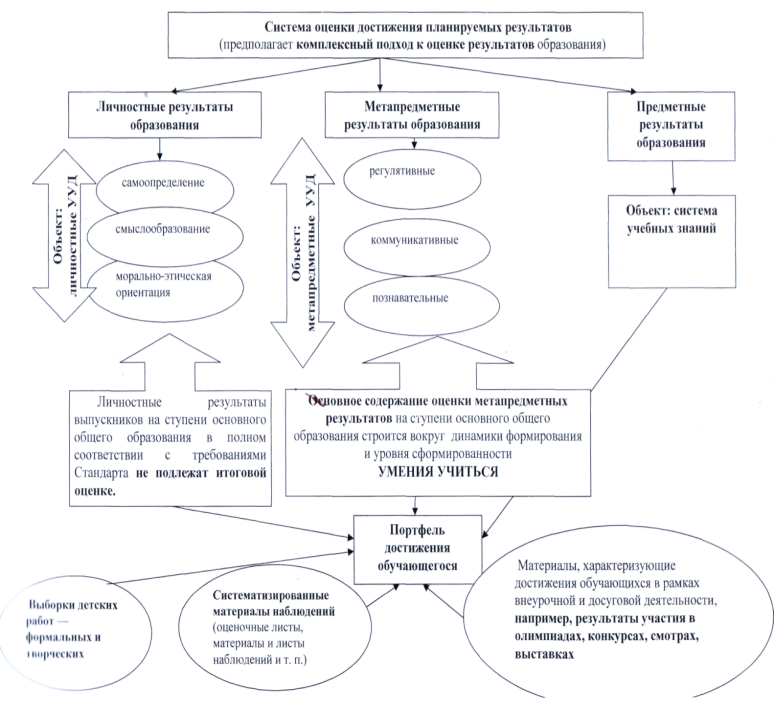 Система оценки достижения планируемых результатов
(предполагает комплексный подход к оценке результатов образования)
Личностные результаты
образования
Метапредметные
результаты образования
Предметные
результаты
образования
Объект:
личностные УУД
самоопределение
смыслообразование
морально-этическая
ориентация
Объект:
метапредметные УУД
регулятивные
коммуникативные
познавательные
Объект: система
учебных знаний
Личностные результаты
выпускников на ступени основного
общего образования в полном
соответствии с требованиями
Стандарта не подлежат итоговой
оценке.
Основное содержание оценки метапредметных
результатов на ступени основного общего
образования строится вокруг динамики формирования
и уровня сформированности
УМЕНИЯ УЧИТЬСЯ
Портфель
достижения
обучающегося
Выборки детских
работ —
формальных и
творческих
Систематизированные
материалы наблюдений
(оценочные листы,
материалы и листы
наблюдений и т. п.)
Материалы, характеризующие
достижения обучающихся в рамках
внеурочной и досуговой деятельности,
например, результаты участия в
олимпиадах, конкурсах, смотрах,
выставках